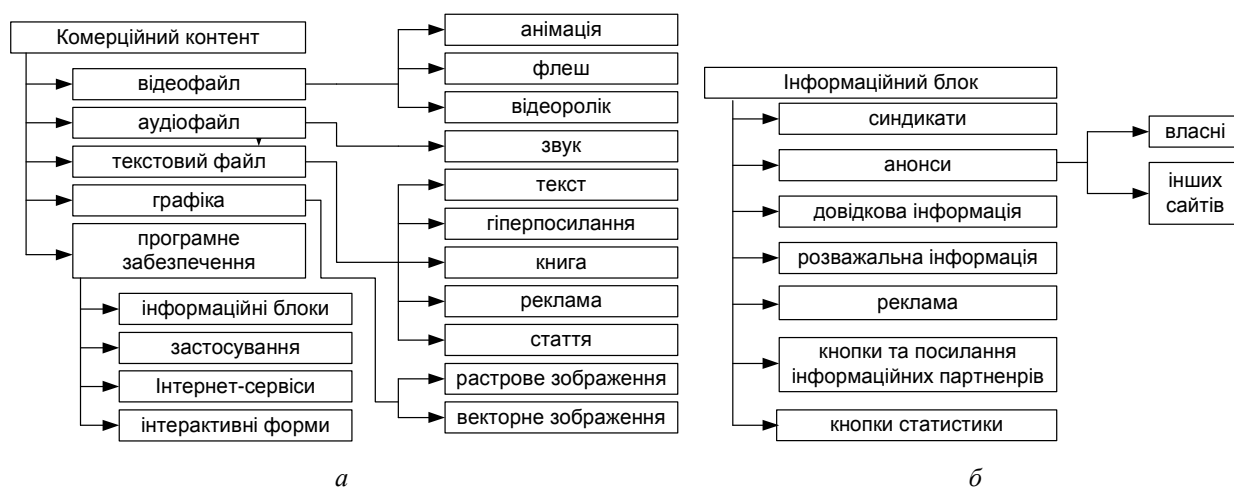 Комерційний контент
відеофайл
аудіофайл
текстовий файл
графіка
програмне
забезпечення
інформаційні блоки
застосування
Інтернет-сервіси
інтерактивні форми
анімація
флеш
відеоролік
звук
текст
гіперпосилання
книга
реклама
стаття
растрове зображення
векторне зображення
а
Інформаційний блок
синдикати
анонси
довідкова інформація
розважальна інформація
реклама
кнопки та посилання
інформаційних партненрів
кнопки статистики
власні
інших
сайтів
б